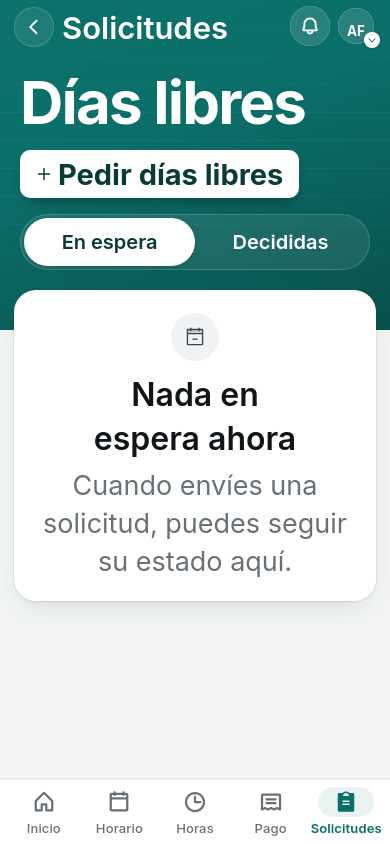 Solicitudes
AF
Días libres
+ Pedir días libres
En espera
Decididas
Nada en
espera ahora
Cuando envíes una
solicitud, puedes seguir
su estado aquí.
Inicio
Horario
Horas
Pago
Solicitudes